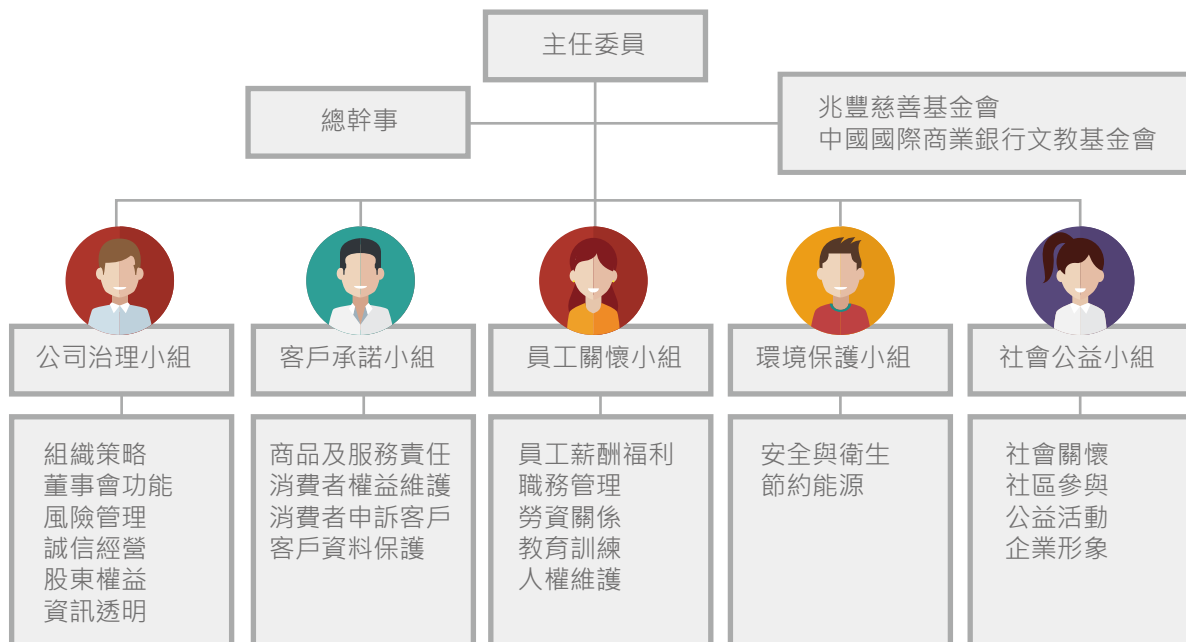 主任委員
總幹事
兆豐慈善基金會
中國國際商業銀行文教基金會
公司治理小組
客戶承諾小組
員工關懷小組
環境保護小組
社會公益小組
組織策略
董事會功能
風險管理
誠信經營
股東權益
資訊透明
商品及服務責任
消費者權益維護
消費者申訴客戶
客戶資料保護
員工薪酬福利
職務管理
勞資關係
教育訓練
人權維護
安全與衛生
節約能源
社會關懷
社區參與
公益活動
企業形象